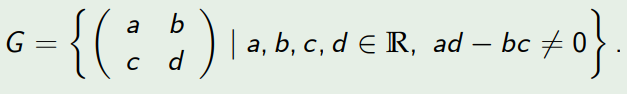 G = { ( a b
c d ) | a, b, c, d ∈ ℝ, ad − bc ≠ 0 } .